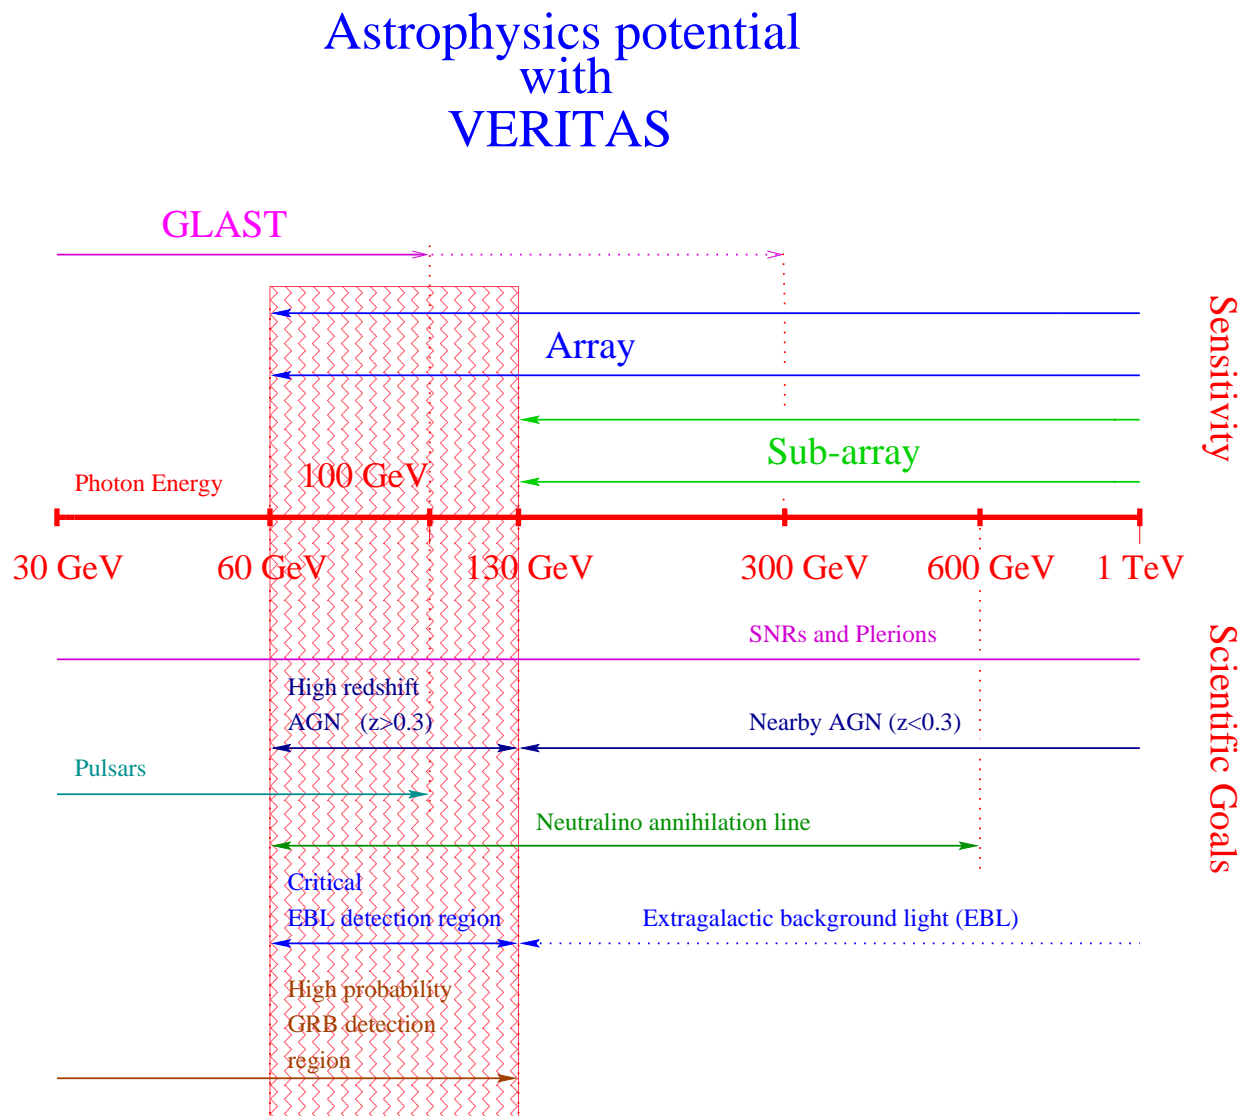 Astrophysics potential
with
VERITAS
GLAST
Array
Sub-array
Sensitivity
100 GeV
Photon Energy
30 GeV
60 GeV
130 GeV
300 GeV
600 GeV
1 TeV
SNRs and Plerions
High redshift
AGN (z>0.3)
Nearby AGN (z<0.3)
Pulsars
Scientific Goals
Neutralino annihilation line
Critical
EBL detection region
Extragalactic background light (EBL)
High probability
GRB detection
region